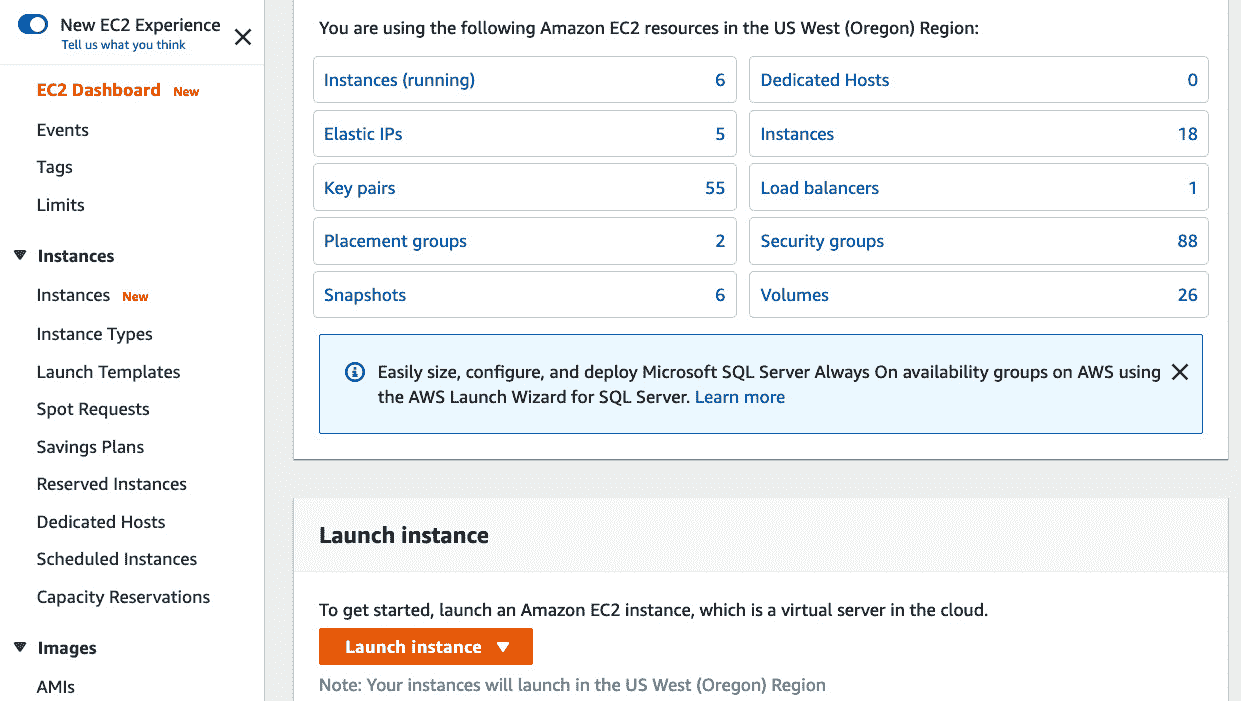 New EC2 Experience
Tell us what you think
EC2 Dashboard New
Events
Tags
Limits
Instances
Instances New
Instance Types
Launch Templates
Spot Requests
Savings Plans
Reserved Instances
Dedicated Hosts
Scheduled Instances
Capacity Reservations
Images
AMIs
You are using the following Amazon EC2 resources in the US West (Oregon) Region:
Instances (running) 6
Dedicated Hosts 0
Elastic IPs 5
Instances 18
Key pairs 55
Load balancers 1
Placement groups 2
Security groups 88
Snapshots 6
Volumes 26
Easily size, configure, and deploy Microsoft SQL Server Always On availability groups on AWS using
the AWS Launch Wizard for SQL Server. Learn more
Launch instance
To get started, launch an Amazon EC2 instance, which is a virtual server in the cloud.
Launch instance
Note: Your instances will launch in the US West (Oregon) Region